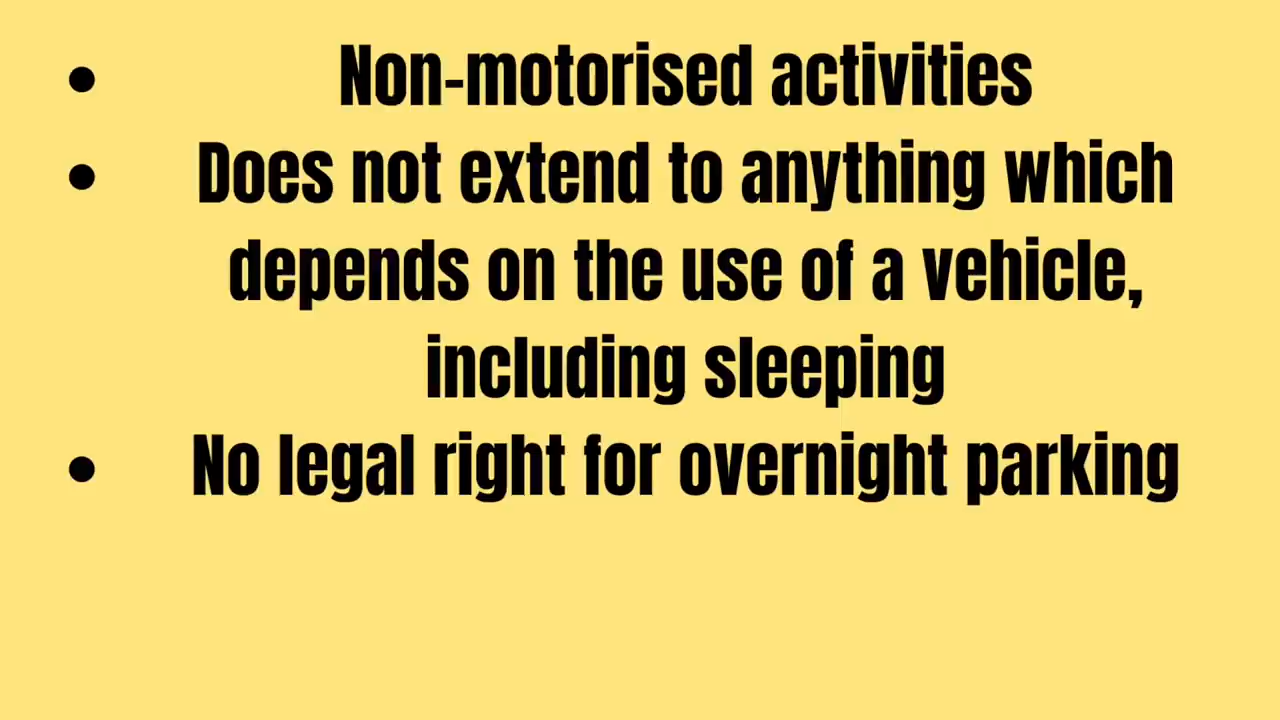 • Non-motorised activities
• Does not extend to anything which
depends on the use of a vehicle,
including sleeping
• No legal right for overnight parking